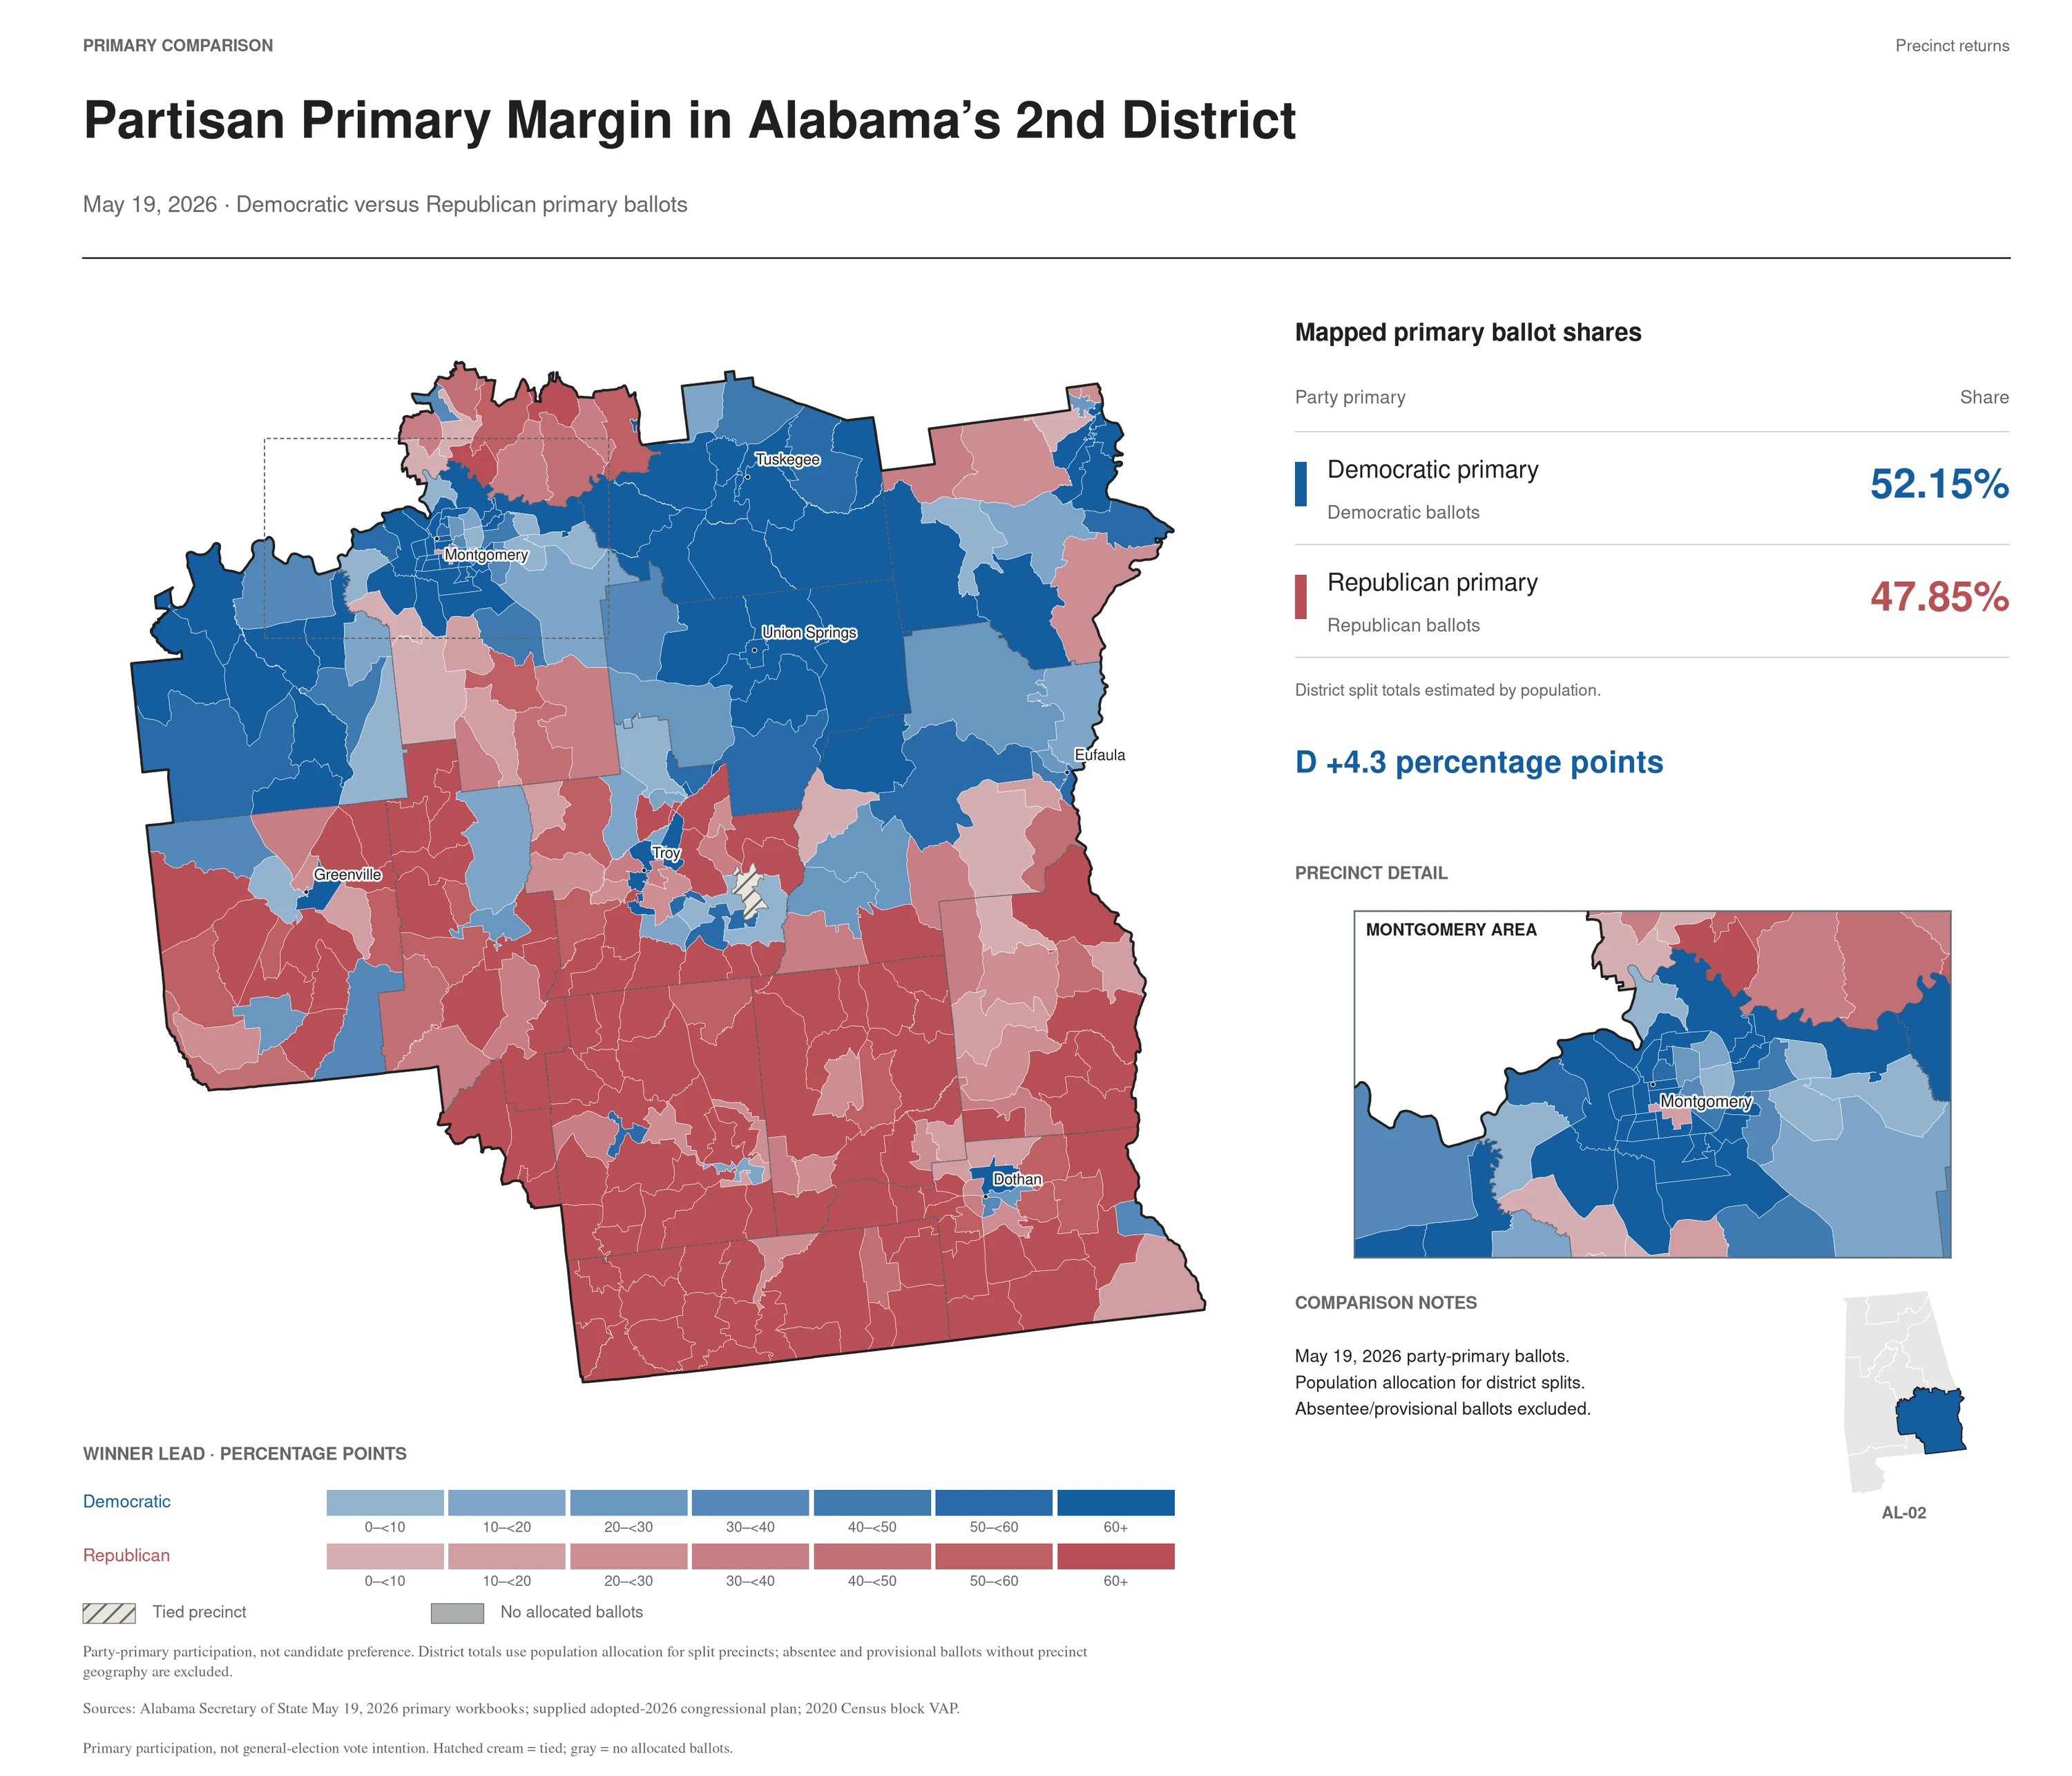 PRIMARY COMPARISON
Precinct returns
Partisan Primary Margin in Alabama’s 2nd District
May 19, 2026 · Democratic versus Republican primary ballots
Tuskegee
Montgomery
Union Springs
Eufaula
Troy
Greenville
Dothan
Mapped primary ballot shares
Party primary
Share
Democratic primary
52.15%
Democratic ballots
Republican primary
47.85%
Republican ballots
District split totals estimated by population.
D +4.3 percentage points
PRECINCT DETAIL
MONTGOMERY AREA
Montgomery
COMPARISON NOTES
May 19, 2026 party-primary ballots.
Population allocation for district splits.
Absentee/provisional ballots excluded.
AL-02
WINNER LEAD · PERCENTAGE POINTS
Democratic
0–<10
10–<20
20–<30
30–<40
40–<50
50–<60
60+
Republican
0–<10
10–<20
20–<30
30–<40
40–<50
50–<60
60+
Tied precinct
No allocated ballots
Party-primary participation, not candidate preference. District totals use population allocation for split precincts; absentee and provisional ballots without precinct
geography are excluded.
Sources: Alabama Secretary of State May 19, 2026 primary workbooks; supplied adopted-2026 congressional plan; 2020 Census block VAP.
Primary participation, not general-election vote intention. Hatched cream = tied; gray = no allocated ballots.